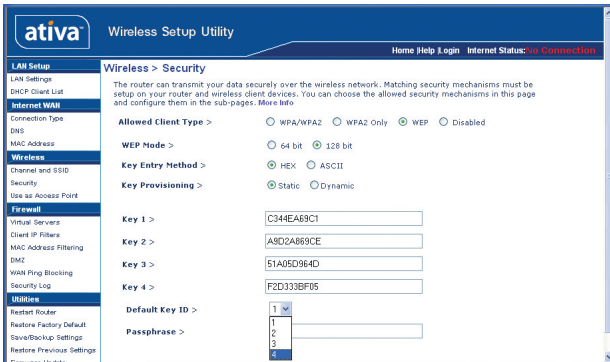 ativa
Wireless Setup Utility
Home |Help |Login Internet Status:No Connection
LAN Setup
LAN Settings
DHCP Client List
Internet WAN
Connection Type
DNS
MAC Address
Wireless
Channel and SSID
Security
Use as Access Point
Firewall
Virtual Servers
Client IP Filters
MAC Address Filtering
DMZ
WAN Ping Blocking
Security Log
Utilities
Restart Router
Restore Factory Default
Save/Backup Settings
Restore Previous Settings
Firmware Update
Wireless > Security
The router can transmit your data securely over the wireless network. Matching security mechanisms must be
setup on your router and wireless client devices. You can choose the allowed security mechanisms in this page
and configure them in the sub-pages. More Info
Allowed Client Type > WPA/WPA2 WPA2 Only WEP Disabled
WEP Mode > 64 bit 128 bit
Key Entry Method > HEX ASCII
Key Provisioning > Static Dynamic
Key 1 > C344EA69C1
Key 2 > A9D2A869CE
Key 3 > 51A05D964D
Key 4 > F2D333BF05
Default Key ID > 1
1
2
3
4
Passphrase >